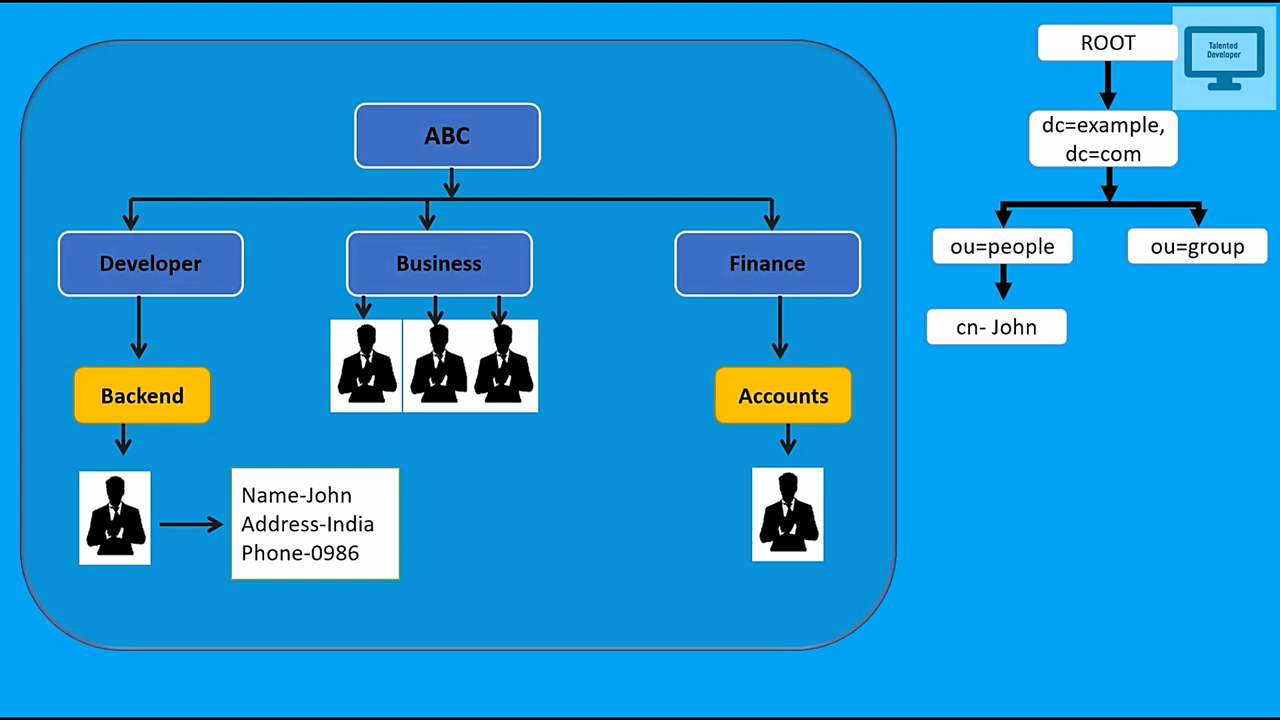 ROOT
Talented
Developer
dc=example,
dc=com
ABC
Developer
Business
Finance
ou=people
ou=group
cn- John
Backend
Accounts
Name-John
Address-India
Phone-0986